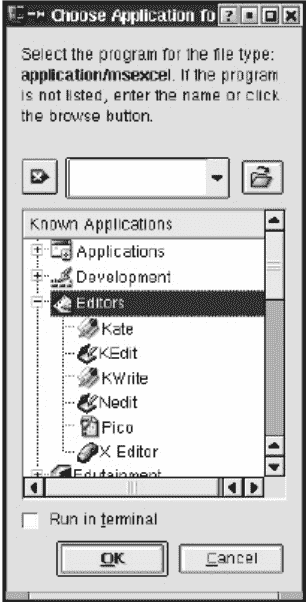 Choose Application fo
Select the program for the file type:
application/msexcel. If the program
is not listed, enter the name or click
the browse button.
Known Applications
Applications
Development
Editors
Kate
KEdit
KWrite
Nedit
Pico
X Editor
Edutainment
Run in terminal
OK
Cancel